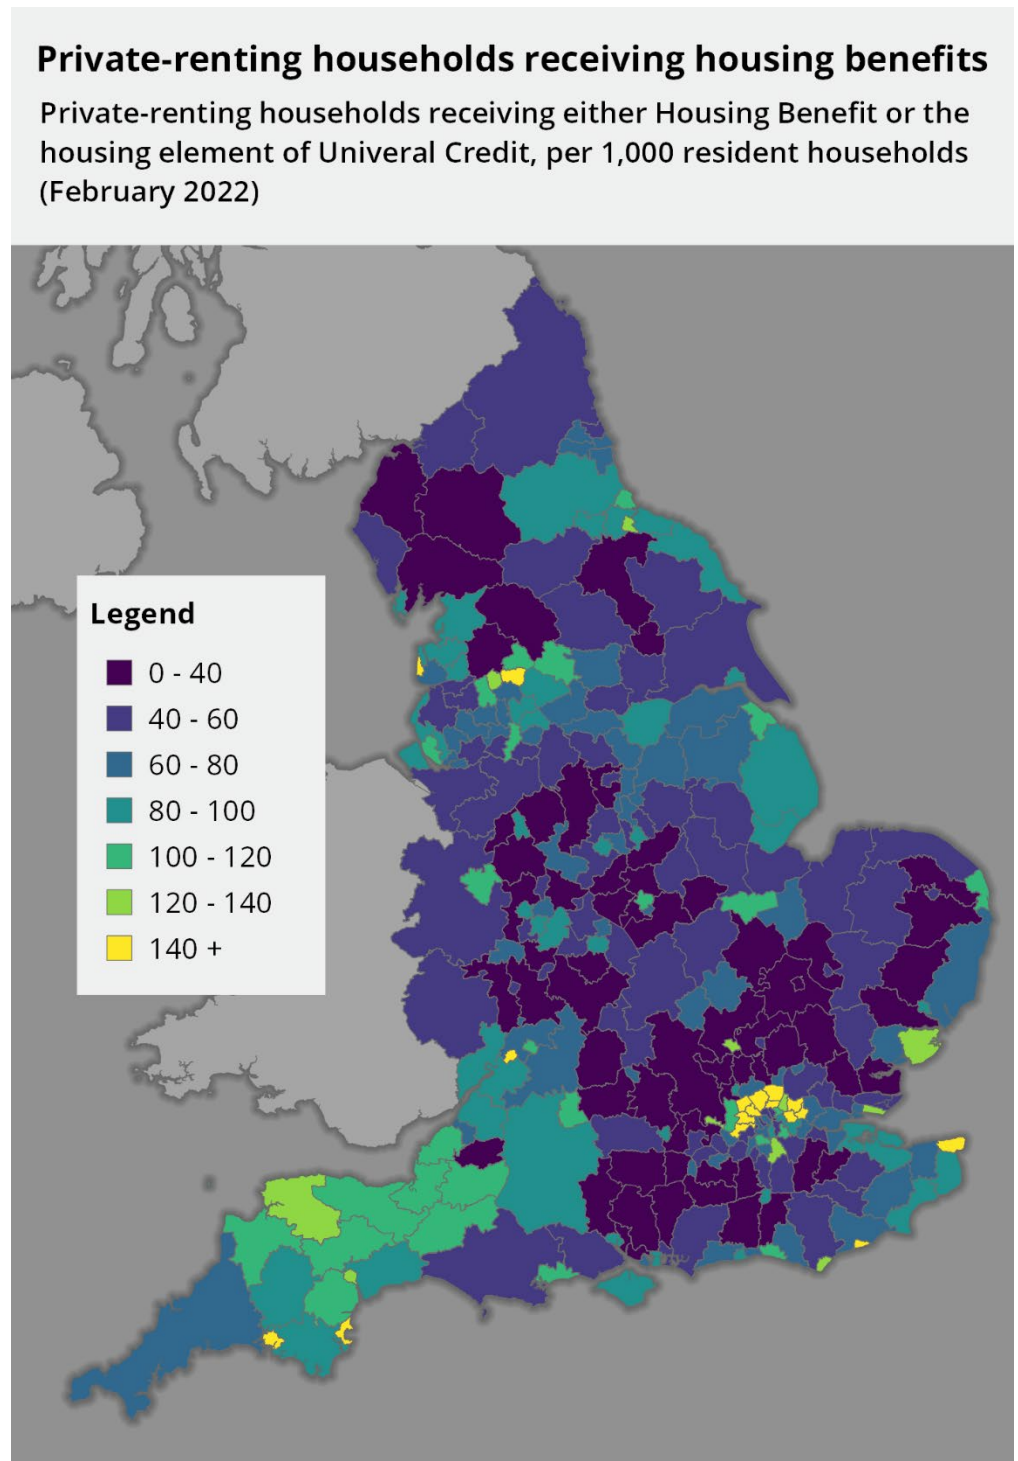 Private-renting households receiving housing benefits
Private-renting households receiving either Housing Benefit or the
housing element of Univeral Credit, per 1,000 resident households
(February 2022)
Legend
0 - 40
40 - 60
60 - 80
80 - 100
100 - 120
120 - 140
140 +